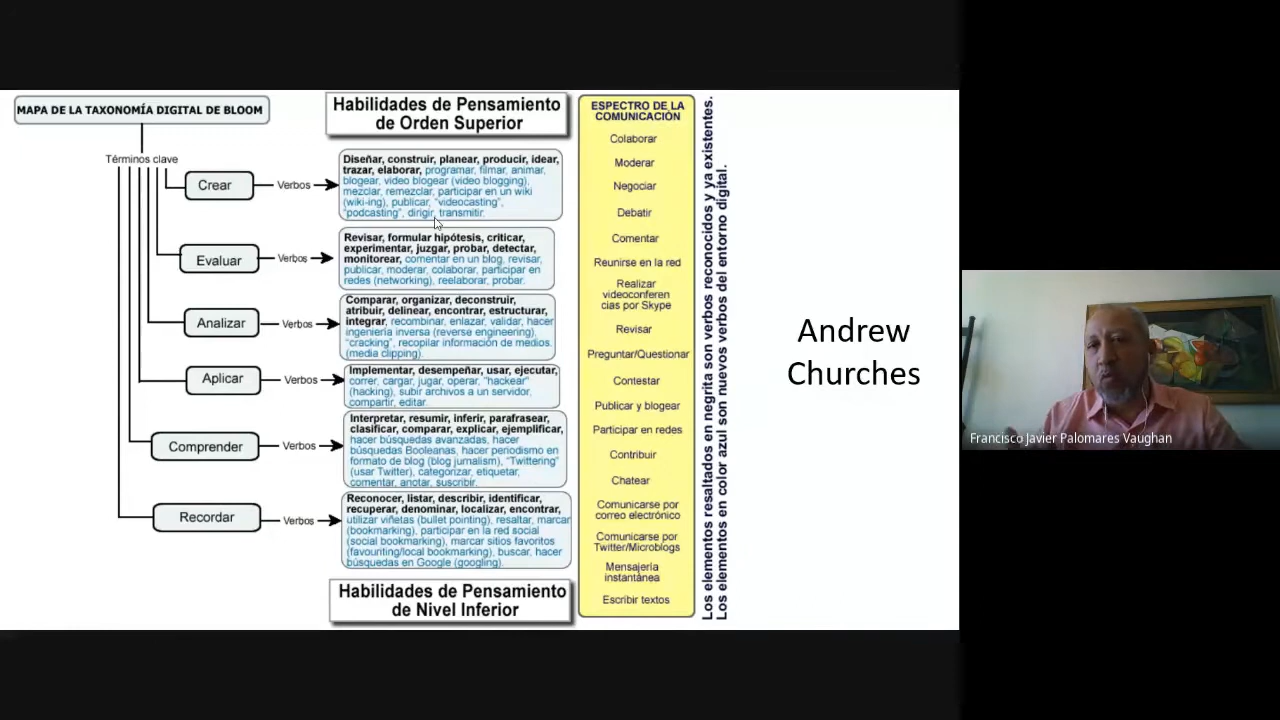 MAPA DE LA TAXONOMÍA DIGITAL DE BLOOM
Términos clave
Habilidades de Pensamiento
de Orden Superior
Crear
Verbos
Diseñar, construir, planear, producir, idear,
trazar, elaborar, programar, filmar, animar,
blogear, video blogear (video blogging),
mezclar, remezclar, participar en un wiki
(wiki-ing), publicar, "videocasting",
"podcasting", dirigir, transmitir.
Evaluar
Verbos
Revisar, formular hipótesis, criticar,
experimentar, juzgar, probar, detectar,
monitorear, comentar en un blog, revisar,
publicar, moderar, colaborar, participar en
redes (networking), reelaborar, probar.
Analizar
Verbos
Comparar, organizar, deconstruir,
atribuir, delinear, encontrar, estructurar,
integrar, recombinar, enlazar, validar, hacer
ingeniería inversa (reverse engineering),
"cracking", recopilar información de medios.
(media clipping).
Aplicar
Verbos
Implementar, desempeñar, usar, ejecutar,
correr, cargar, jugar, operar, "hackear"
(hacking), subir archivos a un servidor,
compartir, editar.
Comprender
Verbos
Interpretar, resumir, inferir, parafrasear,
clasificar, comparar, explicar, ejemplificar,
hacer búsquedas avanzadas, hacer
búsquedas Booleanas, hacer periodismo en
formato de blog (blog jurnalism), "Twittering"
(usar Twitter), categorizar, etiquetar,
comentar, anotar, suscribir.
Recordar
Verbos
Reconocer, listar, describir, identificar,
recuperar, denominar, localizar, encontrar,
utilizar viñetas (bullet pointing), resaltar, marcar
(bookmarking), participar en la red social
(social bookmarking), marcar sitios favoritos
(favouriting/local bookmarking), buscar, hacer
búsquedas en Google (googling).
Habilidades de Pensamiento
de Nivel Inferior
ESPECTRO DE LA
COMUNICACIÓN
Colaborar
Moderar
Negociar
Debatir
Comentar
Reunirse en la red
Realizar
videoconferen
cias por Skype
Revisar
Preguntar/Questionar
Contestar
Publicar y blogear
Participar en redes
Contribuir
Chatear
Comunicarse por
correo electrónico
Comunicarse por
Twitter/Microblogs
Mensajería
instantánea
Escribir textos
Los elementos resaltados en negrita son verbos reconocidos y ya existentes.
Los elementos en color azul son nuevos verbos del entorno digital.
Andrew
Churches
Francisco Javier Palomares Vaughan